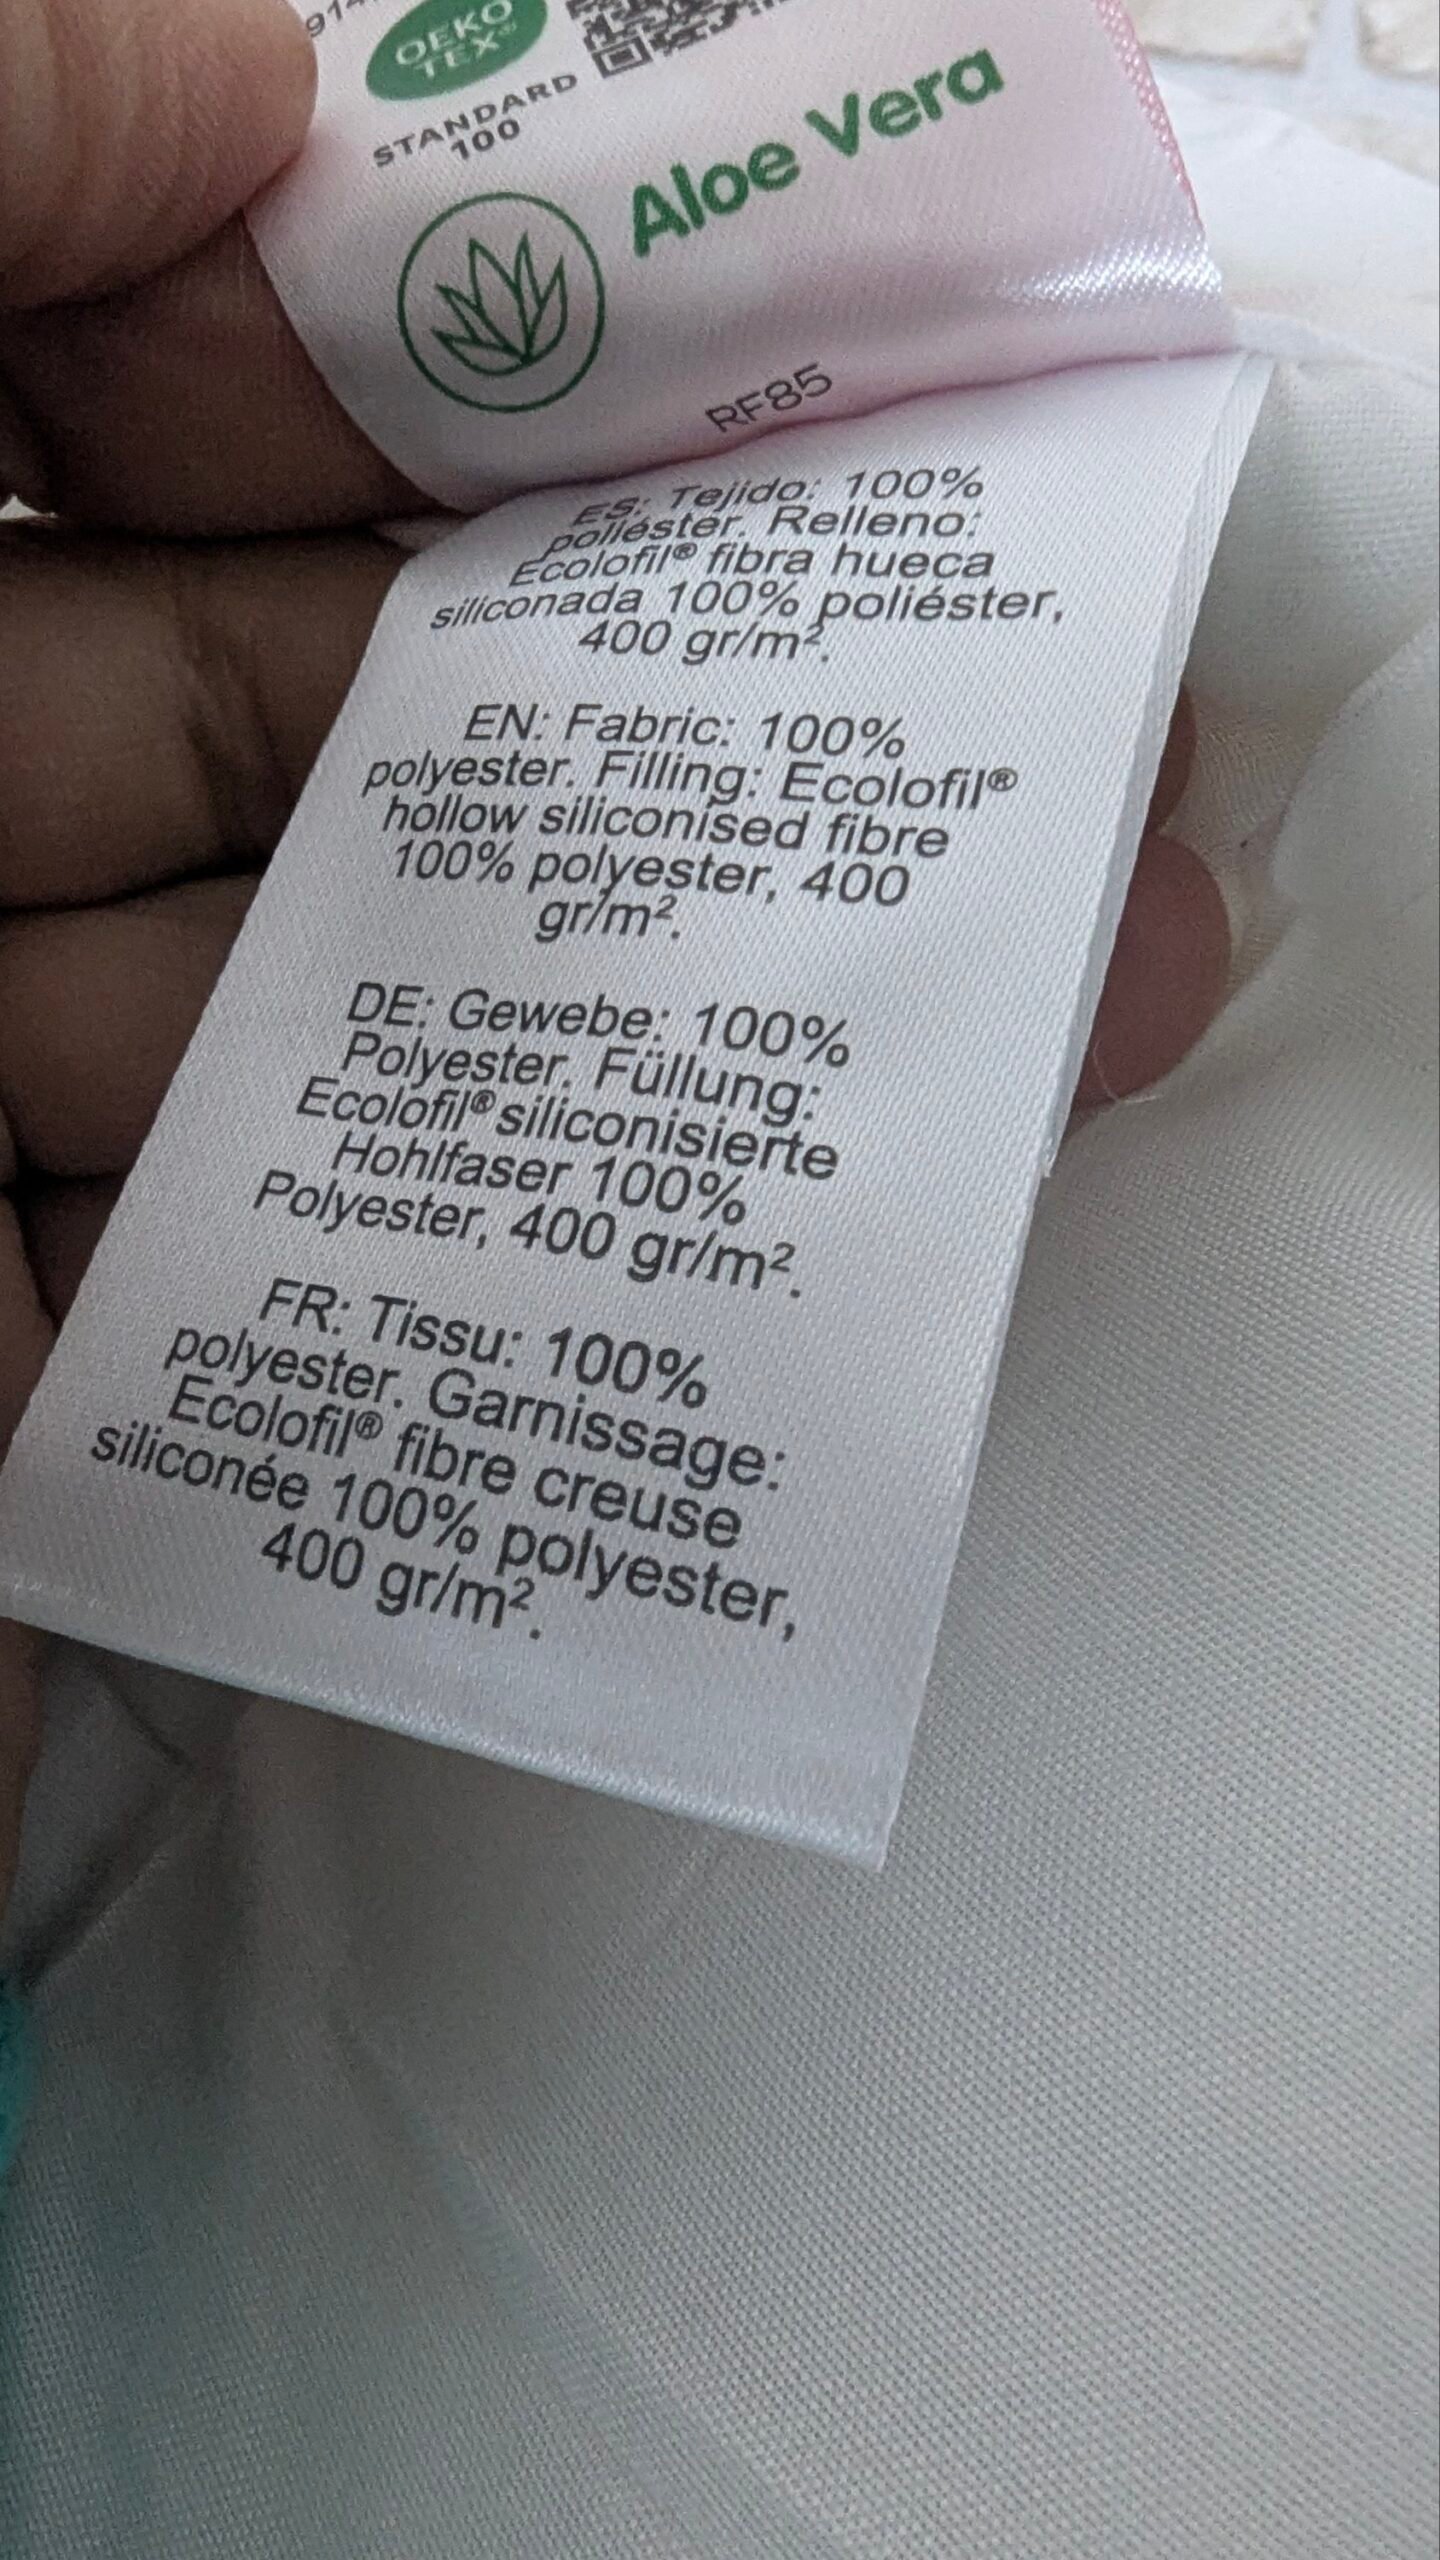 914
OEKO
TEX®
STANDARD
100
Aloe Vera
RF85
ES: Tejido: 100%
poliéster. Relleno:
Ecolofil® fibra hueca
siliconada 100% poliéster,
400 gr/m².
EN: Fabric: 100%
polyester. Filling: Ecolofil®
hollow siliconised fibre
100% polyester, 400
gr/m².
DE: Gewebe: 100%
Polyester. Füllung:
Ecolofil® siliconisierte
Hohlfaser 100%
Polyester, 400 gr/m².
FR: Tissu: 100%
polyester. Garnissage:
Ecolofil® fibre creuse
siliconée 100% polyester,
400 gr/m².